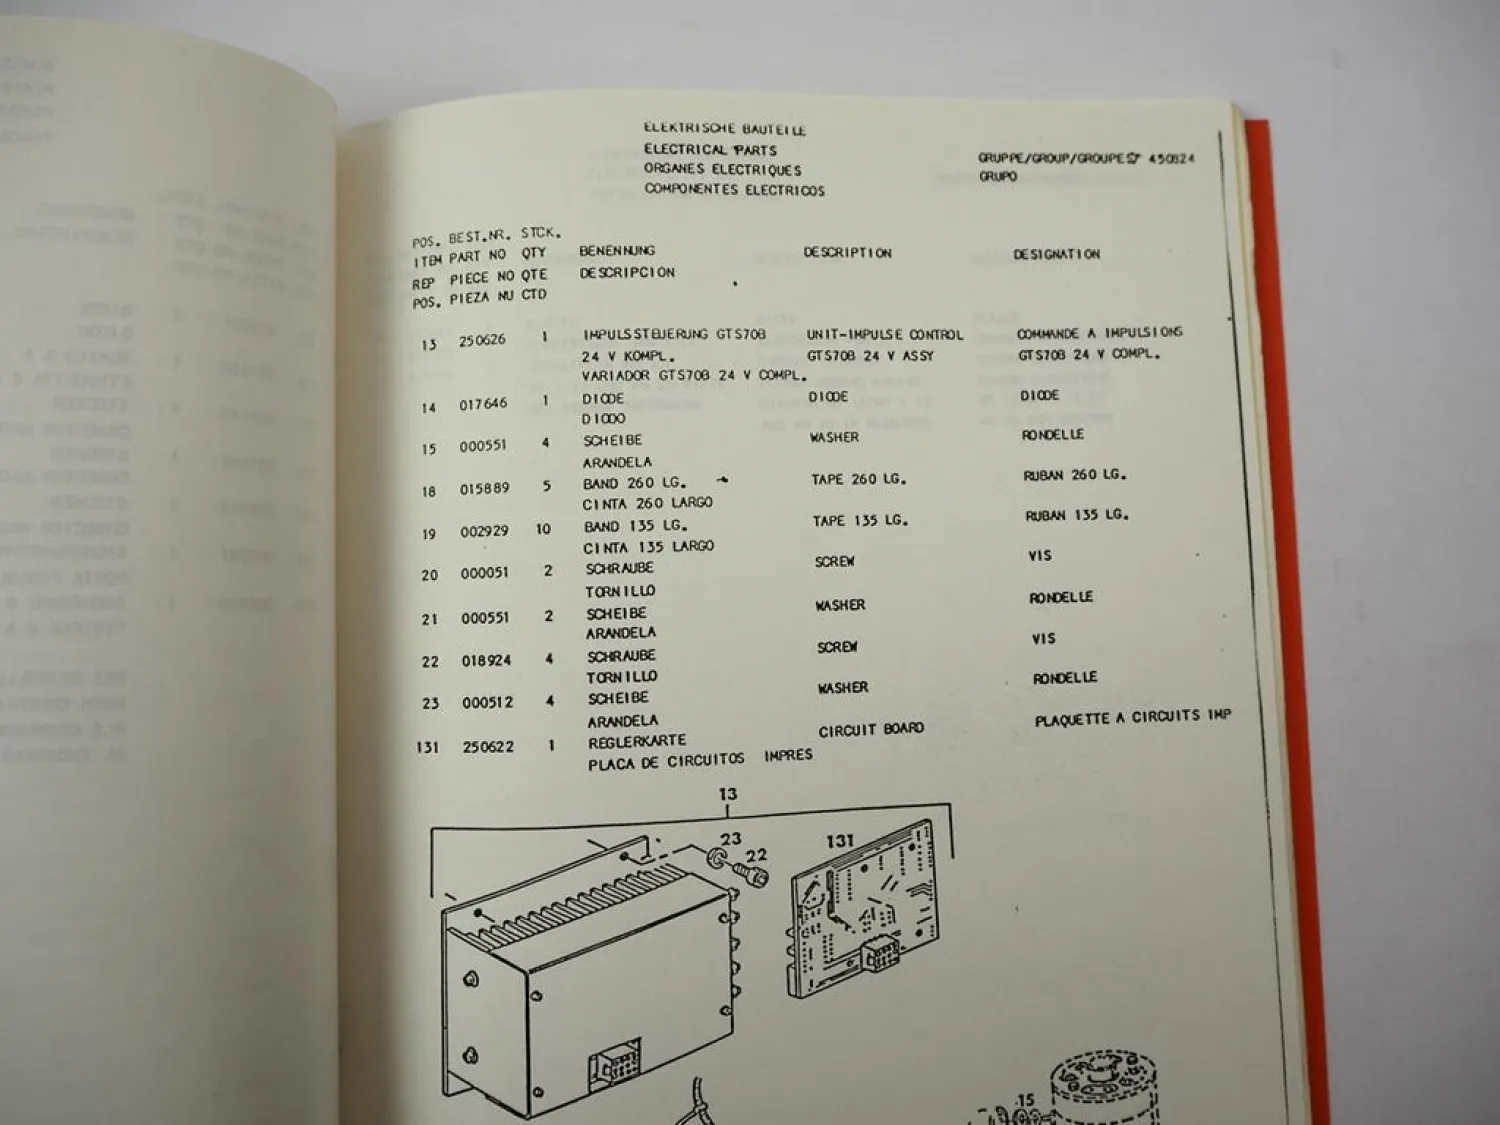 ELEKTRISCHE BAUTEILE
ELECTRICAL PARTS
ORGANES ELECTRIQUES
COMPONENTES ELECTRICOS
GRUPPE/GROUP/GROUPE 450824
GRUPO
POS. BEST.NR. STCK.
ITEM PART NO QTY BENENNUNG DESCRIPTION DESIGNATION
REP PIECE NO QTE DESCRIPCION
POS. PIEZA NU CTD
13 250626 1 IMPULSSTEUERUNG GTS708 UNIT-IMPULSE CONTROL COMMANDE A IMPULSIONS
24 V KOMPL. GTS708 24 V ASSY GTS708 24 V COMPL.
VARIADOR GTS708 24 V COMPL.
14 017646 1 DIODE DIODE DIODE
DIODO
15 000551 4 SCHEIBE WASHER RONDELLE
ARANDELA
18 015889 5 BAND 260 LG. TAPE 260 LG. RUBAN 260 LG.
CINTA 260 LARGO
19 002929 10 BAND 135 LG. TAPE 135 LG. RUBAN 135 LG.
CINTA 135 LARGO
20 000051 2 SCHRAUBE SCREW VIS
TORNILLO
21 000551 2 SCHEIBE WASHER RONDELLE
ARANDELA
22 018924 4 SCHRAUBE SCREW VIS
TORNILLO
23 000512 4 SCHEIBE WASHER RONDELLE
ARANDELA
131 250622 1 REGLERKARTE CIRCUIT BOARD PLAQUETTE A CIRCUITS IMP
PLACA DE CIRCUITOS IMPRES
13
23
22
131
15